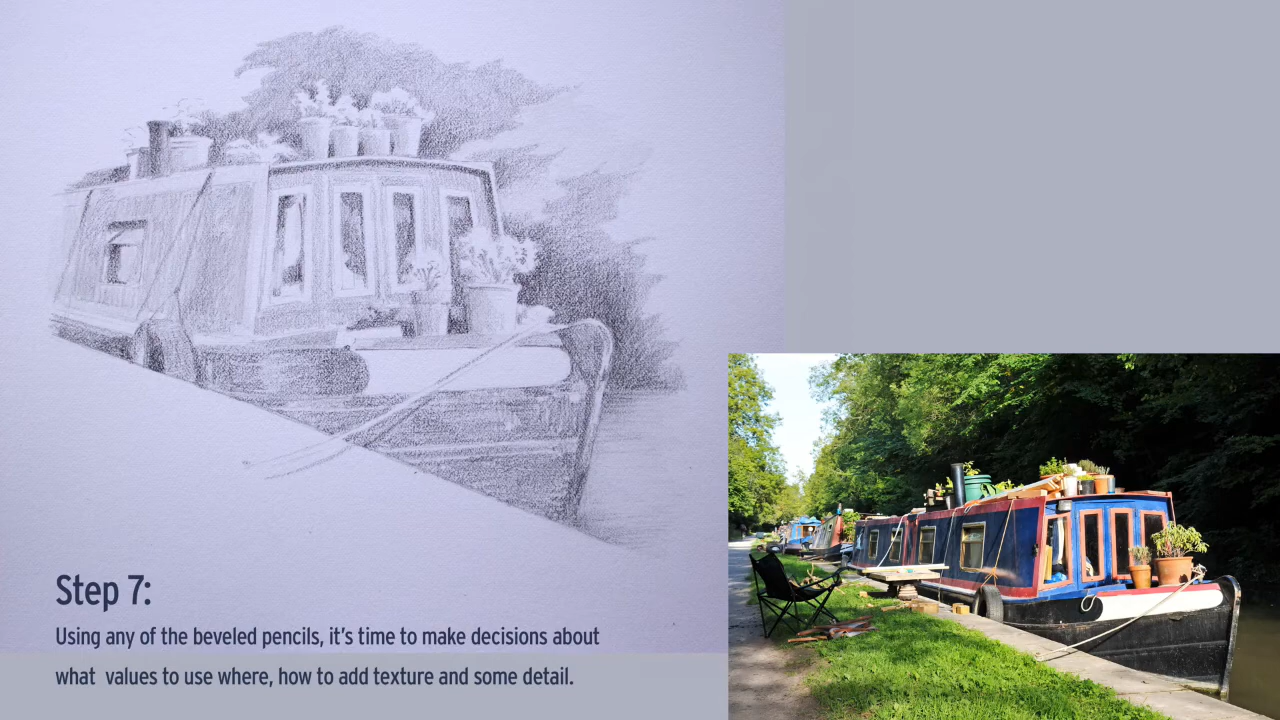 Step 7:
Using any of the beveled pencils, it's time to make decisions about
what  values to use where, how to add texture and some detail.